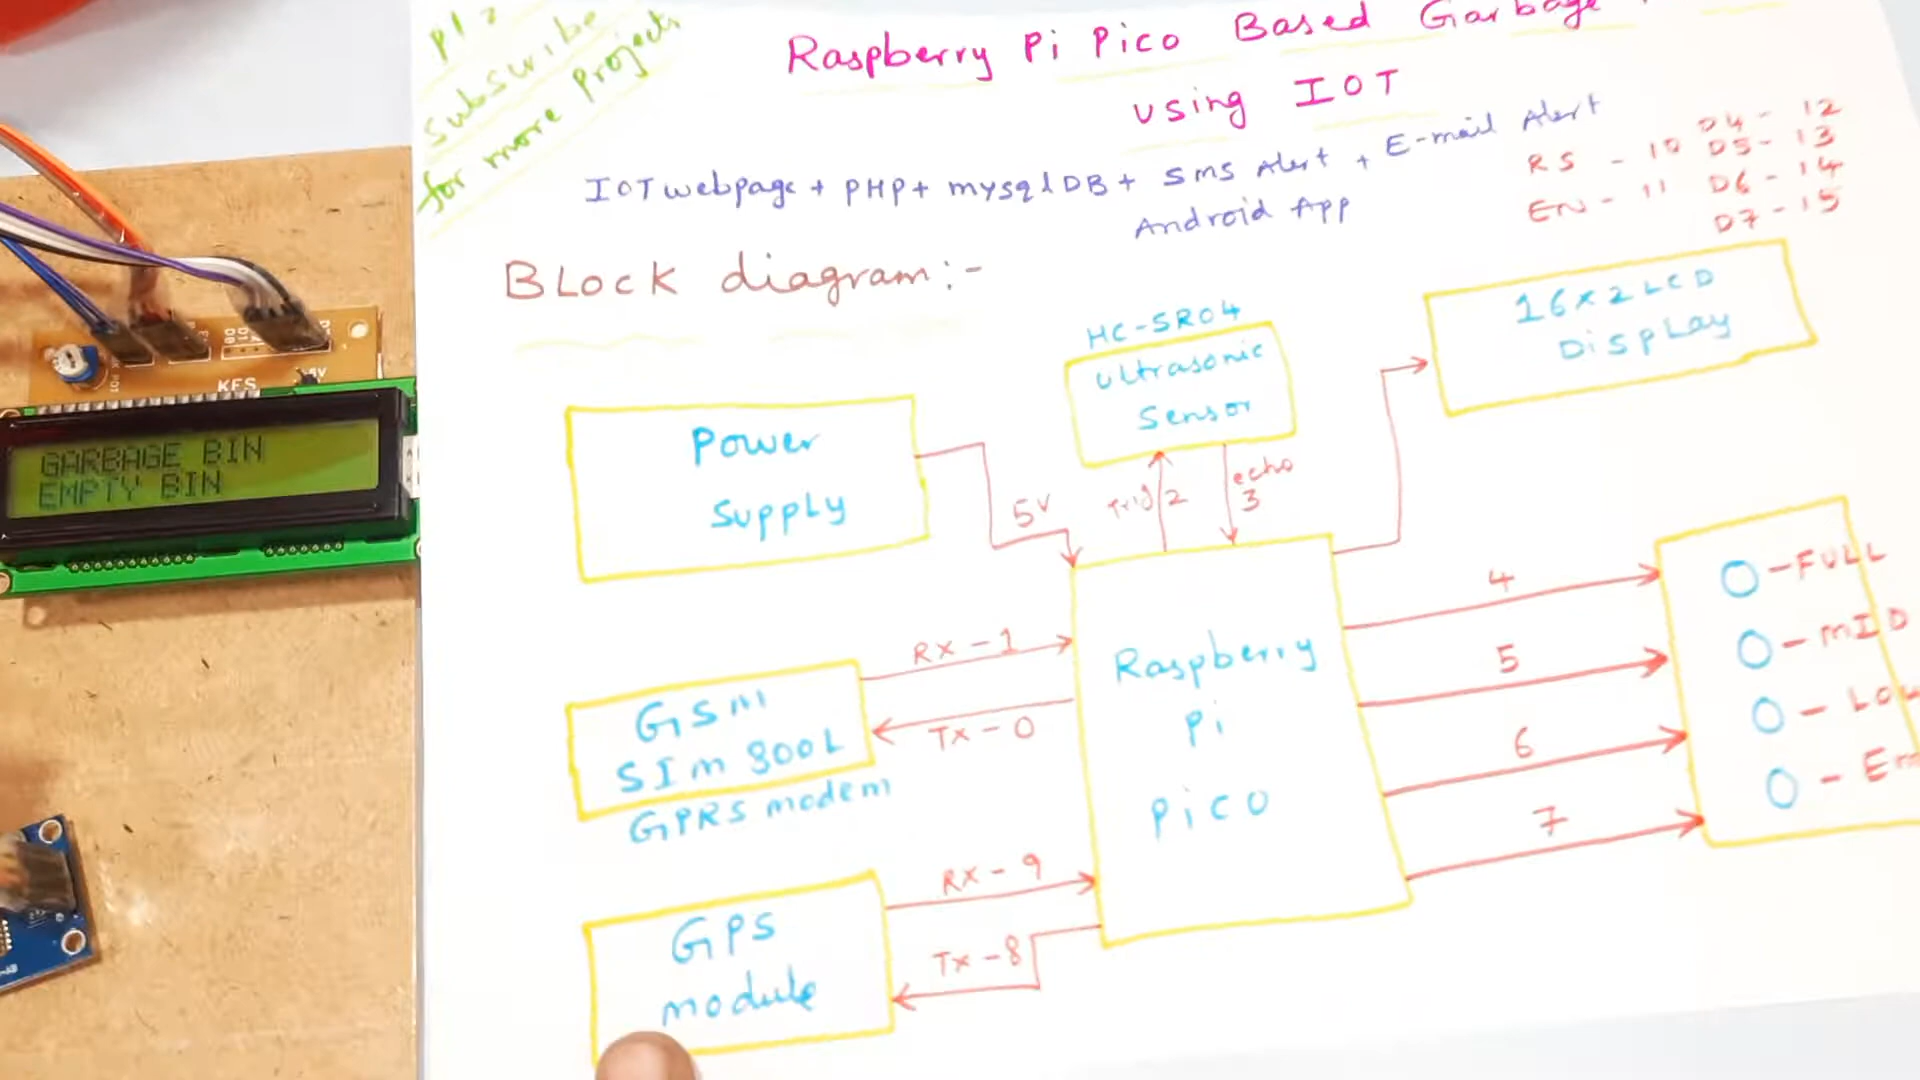 plz
subscribe
for more projects
Raspberry Pi Pico Based Garbage
using IOT
IOT webpage + PHP + mysql DB + SMS Alert + E-mail Alert
Android App
RS - 10
EN - 11
D4 - 12
D5 - 13
D6 - 14
D7 - 15
BLOCK diagram:-
HC-SR04
Ultrasonic
Sensor
16x2 LCD
Display
Power
Supply
5V
Trig 2
echo
3
GSM
SIM 800L
GPRS modem
RX - 1
TX - 0
Raspberry
Pi
Pico
4
5
6
7
O - FULL
O - MID
GPS
module
RX - 9
TX - 8
KES
GARBAGE BIN
EMPTY BIN